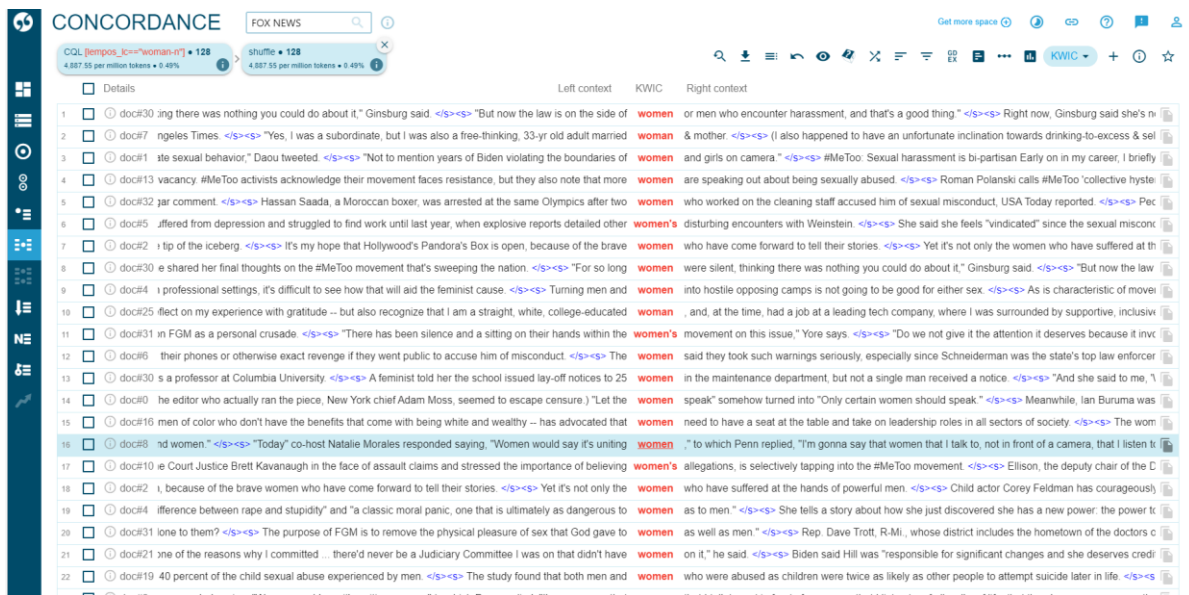 CONCORDANCE FOX NEWS Get more space
CQL [lempos_lc=="woman-n"] • 128 shuffle • 128
4,887.55 per million tokens • 0.49% 4,887.55 per million tokens • 0.49%
GD EX KWIC
Details Left context KWIC Right context
1 doc#30 :ing there was nothing you could do about it," Ginsburg said. </s><s> "But now the law is on the side of women or men who encounter harassment, and that's a good thing." </s><s> Right now, Ginsburg said she's
2 doc#7 ngeles Times. </s><s> "Yes, I was a subordinate, but I was also a free-thinking, 33-yr old adult married woman & mother. </s><s> (I also happened to have an unfortunate inclination towards drinking-to-excess & sel
3 doc#1 ate sexual behavior," Daou tweeted. </s><s> "Not to mention years of Biden violating the boundaries of women and girls on camera." </s><s> #MeToo: Sexual harassment is bi-partisan Early on in my career, I briefly
4 doc#13 vacancy. #MeToo activists acknowledge their movement faces resistance, but they also note that more women are speaking out about being sexually abused. </s><s> Roman Polanski calls #MeToo 'collective hyste
5 doc#32 gar comment. </s><s> Hassan Saada, a Moroccan boxer, was arrested at the same Olympics after two women who worked on the cleaning staff accused him of sexual misconduct, USA Today reported. </s><s> Pec
6 doc#5 uffered from depression and struggled to find work until last year, when explosive reports detailed other women's disturbing encounters with Weinstein. </s><s> She said she feels "vindicated" since the sexual miscon
7 doc#2 e tip of the iceberg. </s><s> It's my hope that Hollywood's Pandora's Box is open, because of the brave women who have come forward to tell their stories. </s><s> Yet it's not only the women who have suffered at th
8 doc#30 e shared her final thoughts on the #MeToo movement that's sweeping the nation. </s><s> "For so long women were silent, thinking there was nothing you could do about it," Ginsburg said. </s><s> "But now the law
9 doc#4 professional settings, it's difficult to see how that will aid the feminist cause. </s><s> Turning men and women into hostile opposing camps is not going to be good for either sex. </s><s> As is characteristic of move
10 doc#25 flect on my experience with gratitude -- but also recognize that I am a straight, white, college-educated woman , and, at the time, had a job at a leading tech company, where I was surrounded by supportive, inclusive
11 doc#31 on FGM as a personal crusade. </s><s> "There has been silence and a sitting on their hands within the women's movement on this issue," Yore says. </s><s> "Do we not give it the attention it deserves because it invo
12 doc#6 their phones or otherwise exact revenge if they went public to accuse him of misconduct. </s><s> The women said they took such warnings seriously, especially since Schneiderman was the state's top law enforcer
13 doc#30 s a professor at Columbia University. </s><s> A feminist told her the school issued lay-off notices to 25 women in the maintenance department, but not a single man received a notice. </s><s> "And she said to me,
14 doc#0 he editor who actually ran the piece, New York chief Adam Moss, seemed to escape censure.) "Let the women speak" somehow turned into "Only certain women should speak." </s><s> Meanwhile, Ian Buruma was
15 doc#16 men of color who don't have the benefits that come with being white and wealthy -- has advocated that women need to have a seat at the table and take on leadership roles in all sectors of society. </s><s> The wom
16 doc#8 nd women." </s><s> "Today" co-host Natalie Morales responded saying, "Women would say it's uniting women ," to which Penn replied, "I'm gonna say that women that I talk to, not in front of a camera, that I listen to
17 doc#10 e Court Justice Brett Kavanaugh in the face of assault claims and stressed the importance of believing women's allegations, is selectively tapping into the #MeToo movement. </s><s> Ellison, the deputy chair of the
18 doc#2 , because of the brave women who have come forward to tell their stories. </s><s> Yet it's not only the women who have suffered at the hands of powerful men. </s><s> Child actor Corey Feldman has courageously
19 doc#4 ifference between rape and stupidity" and "a classic moral panic, one that is ultimately as dangerous to women as to men." </s><s> She tells a story about how she just discovered she has a new power: the power to
20 doc#31 lone to them? </s><s> The purpose of FGM is to remove the physical pleasure of sex that God gave to women as well as men." </s><s> Rep. Dave Trott, R-Mi., whose district includes the hometown of the doctors
21 doc#21 one of the reasons why I committed ... there'd never be a Judiciary Committee I was on that didn't have women on it," he said. </s><s> Biden said Hill was "responsible for significant changes and she deserves credi
22 doc#19 40 percent of the child sexual abuse experienced by men. </s><s> The study found that both men and women who were abused as children were twice as likely as other people to attempt suicide later in life. </s><s>